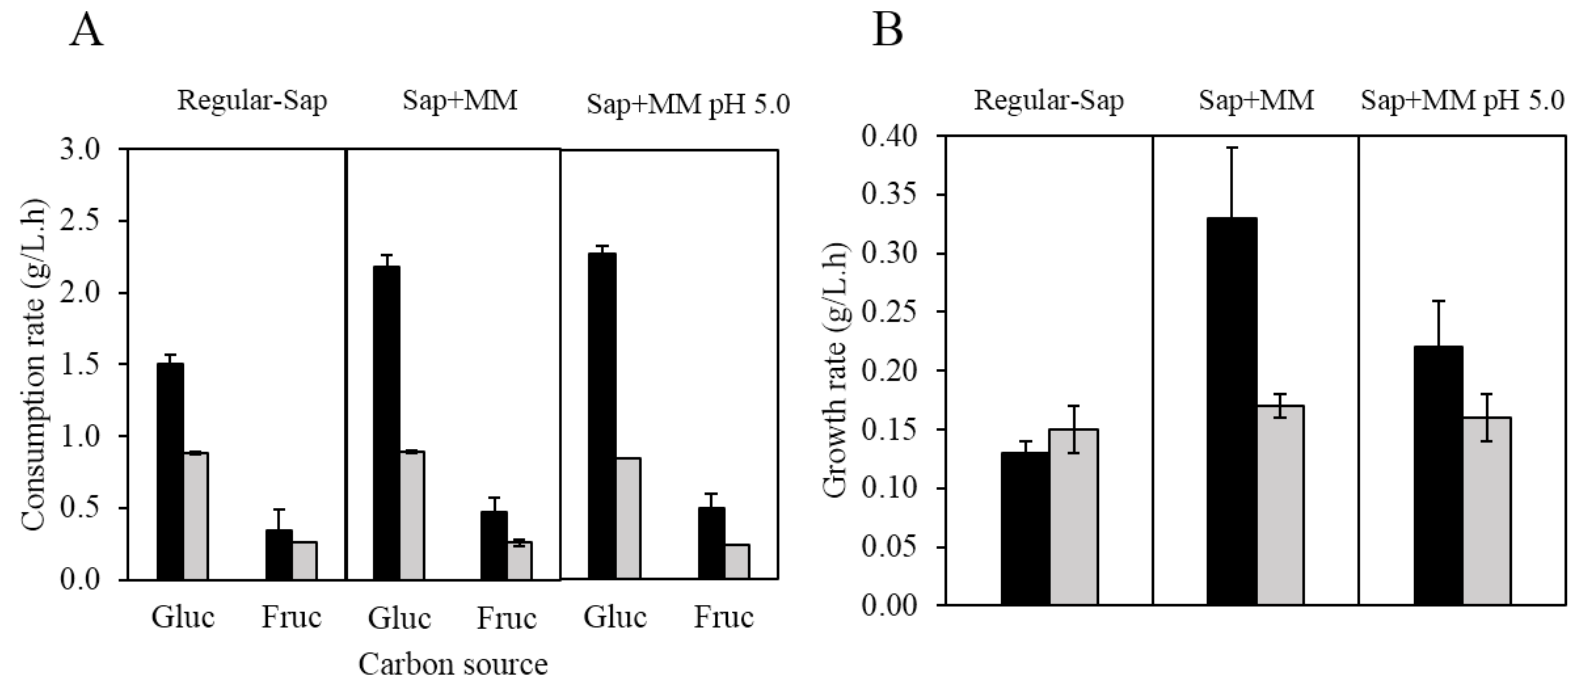 A
Regular-Sap
Sap+MM
Sap+MM pH 5.0
Consumption rate (g/L.h)
3.0
2.5
2.0
1.5
1.0
0.5
0.0
Gluc
Fruc
Gluc
Fruc
Gluc
Fruc
Carbon source
B
Regular-Sap
Sap+MM
Sap+MM pH 5.0
Growth rate (g/L.h)
0.40
0.35
0.30
0.25
0.20
0.15
0.10
0.05
0.00